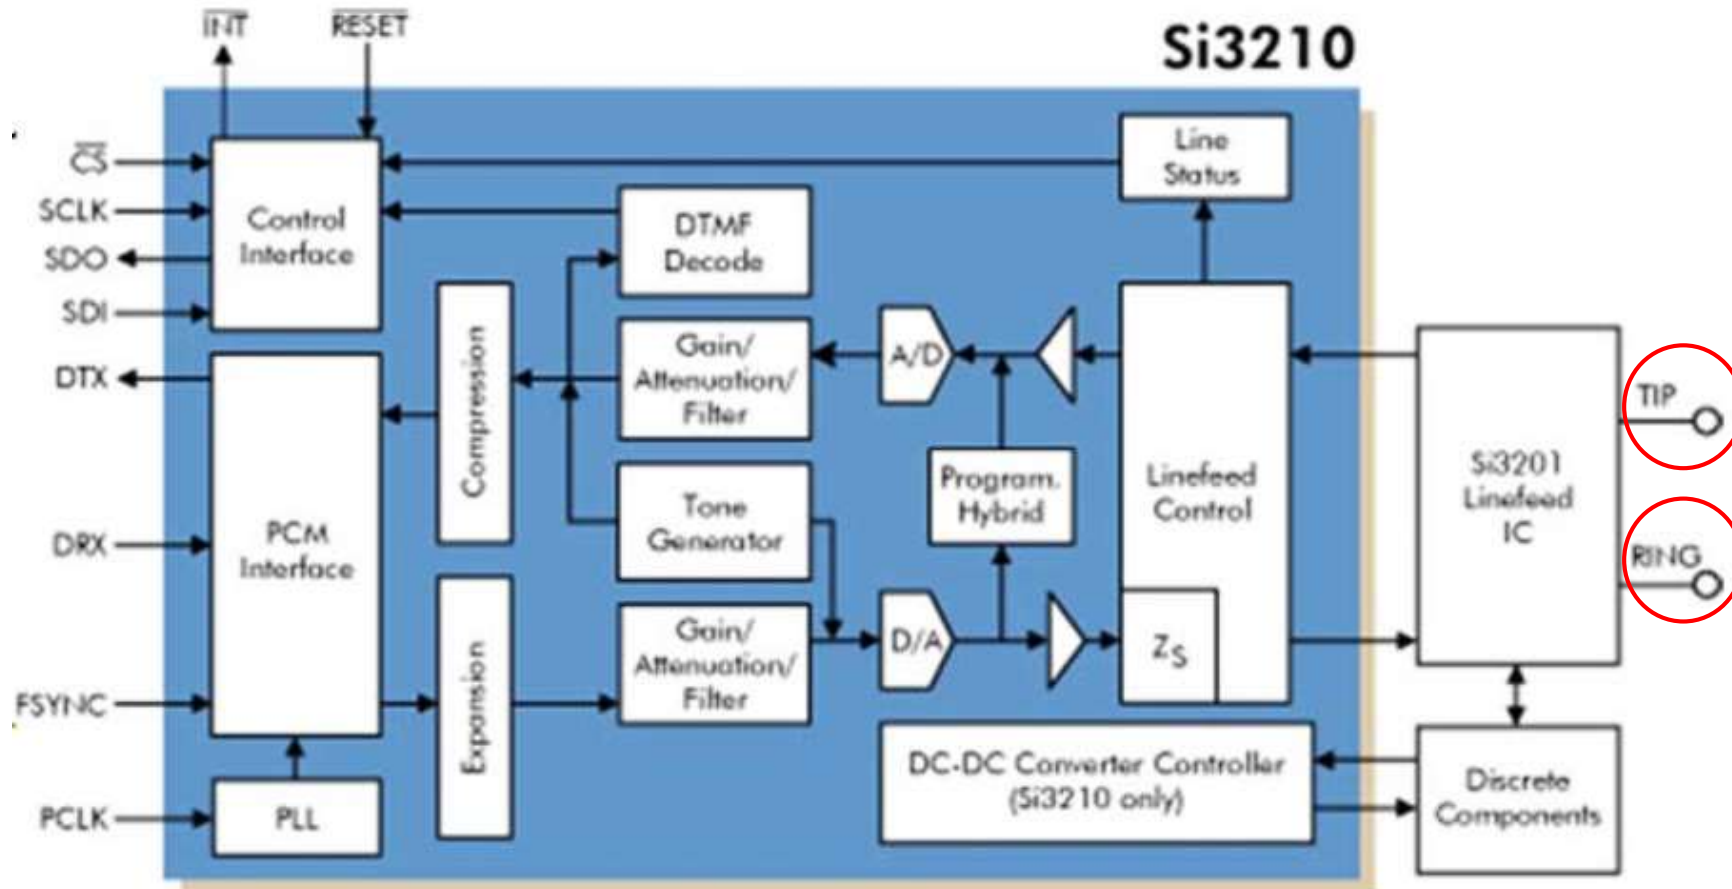 INT
RESET
Si3210
CS
SCLK
SDO
SDI
DTX
DRX
FSYNC
PCLK
Control
Interface
PCM
Interface
PLL
Compression
Expansion
DTMF
Decode
Gain/
Attenuation/
Filter
Tone
Generator
Gain/
Attenuation/
Filter
A/D
D/A
Program.
Hybrid
Line
Status
Linefeed
Control
ZS
DC-DC Converter Controller
(Si3210 only)
Si3201
Linefeed
IC
TIP
RING
Discrete
Components